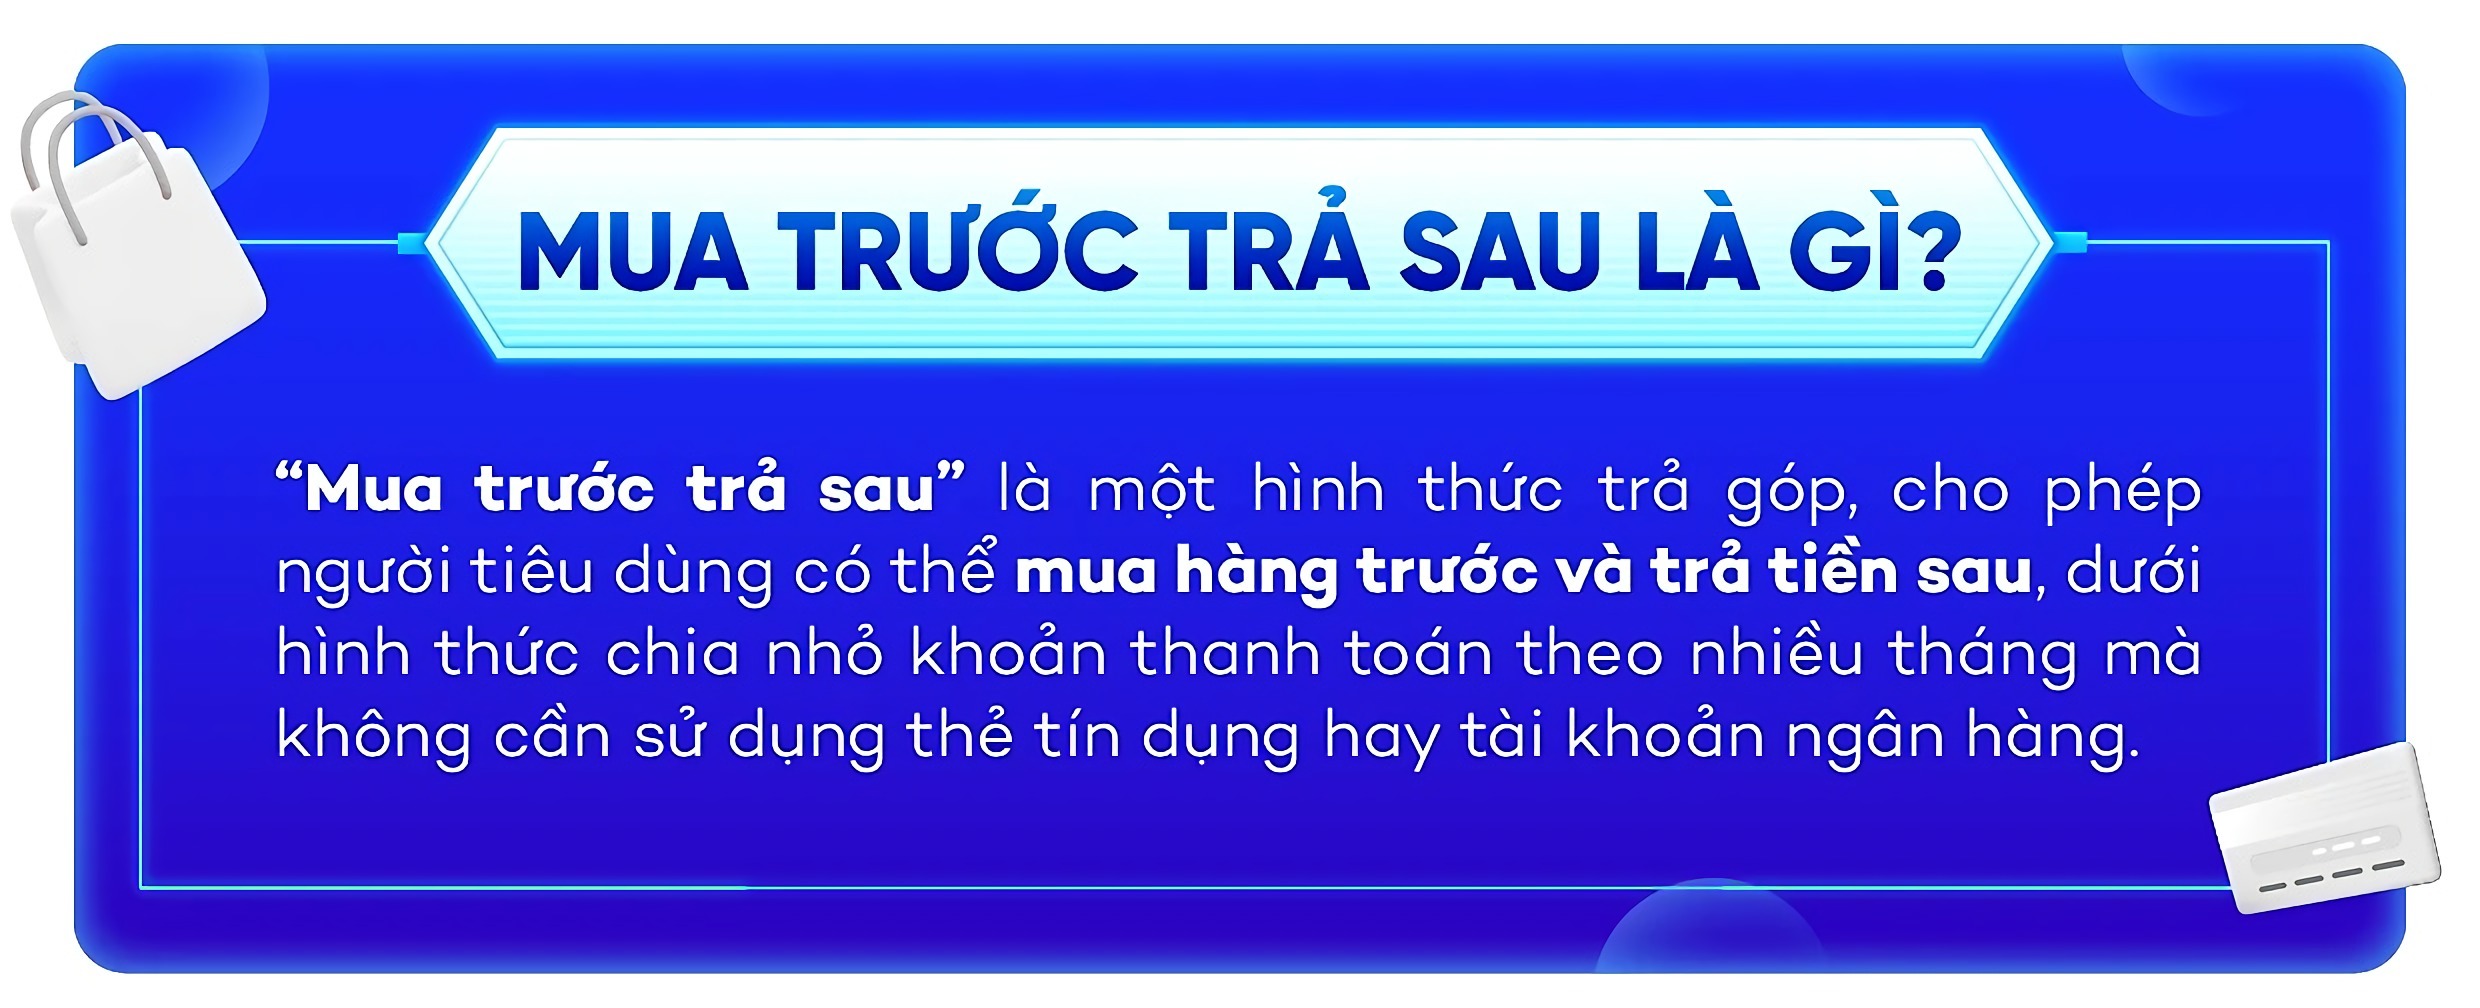 MUA TRƯỚC TRẢ SAU LÀ GÌ?
“Mua trước trả sau” là một hình thức trả góp, cho phép
người tiêu dùng có thể mua hàng trước và trả tiền sau, dưới
hình thức chia nhỏ khoản thanh toán theo nhiều tháng mà
không cần sử dụng thẻ tín dụng hay tài khoản ngân hàng.